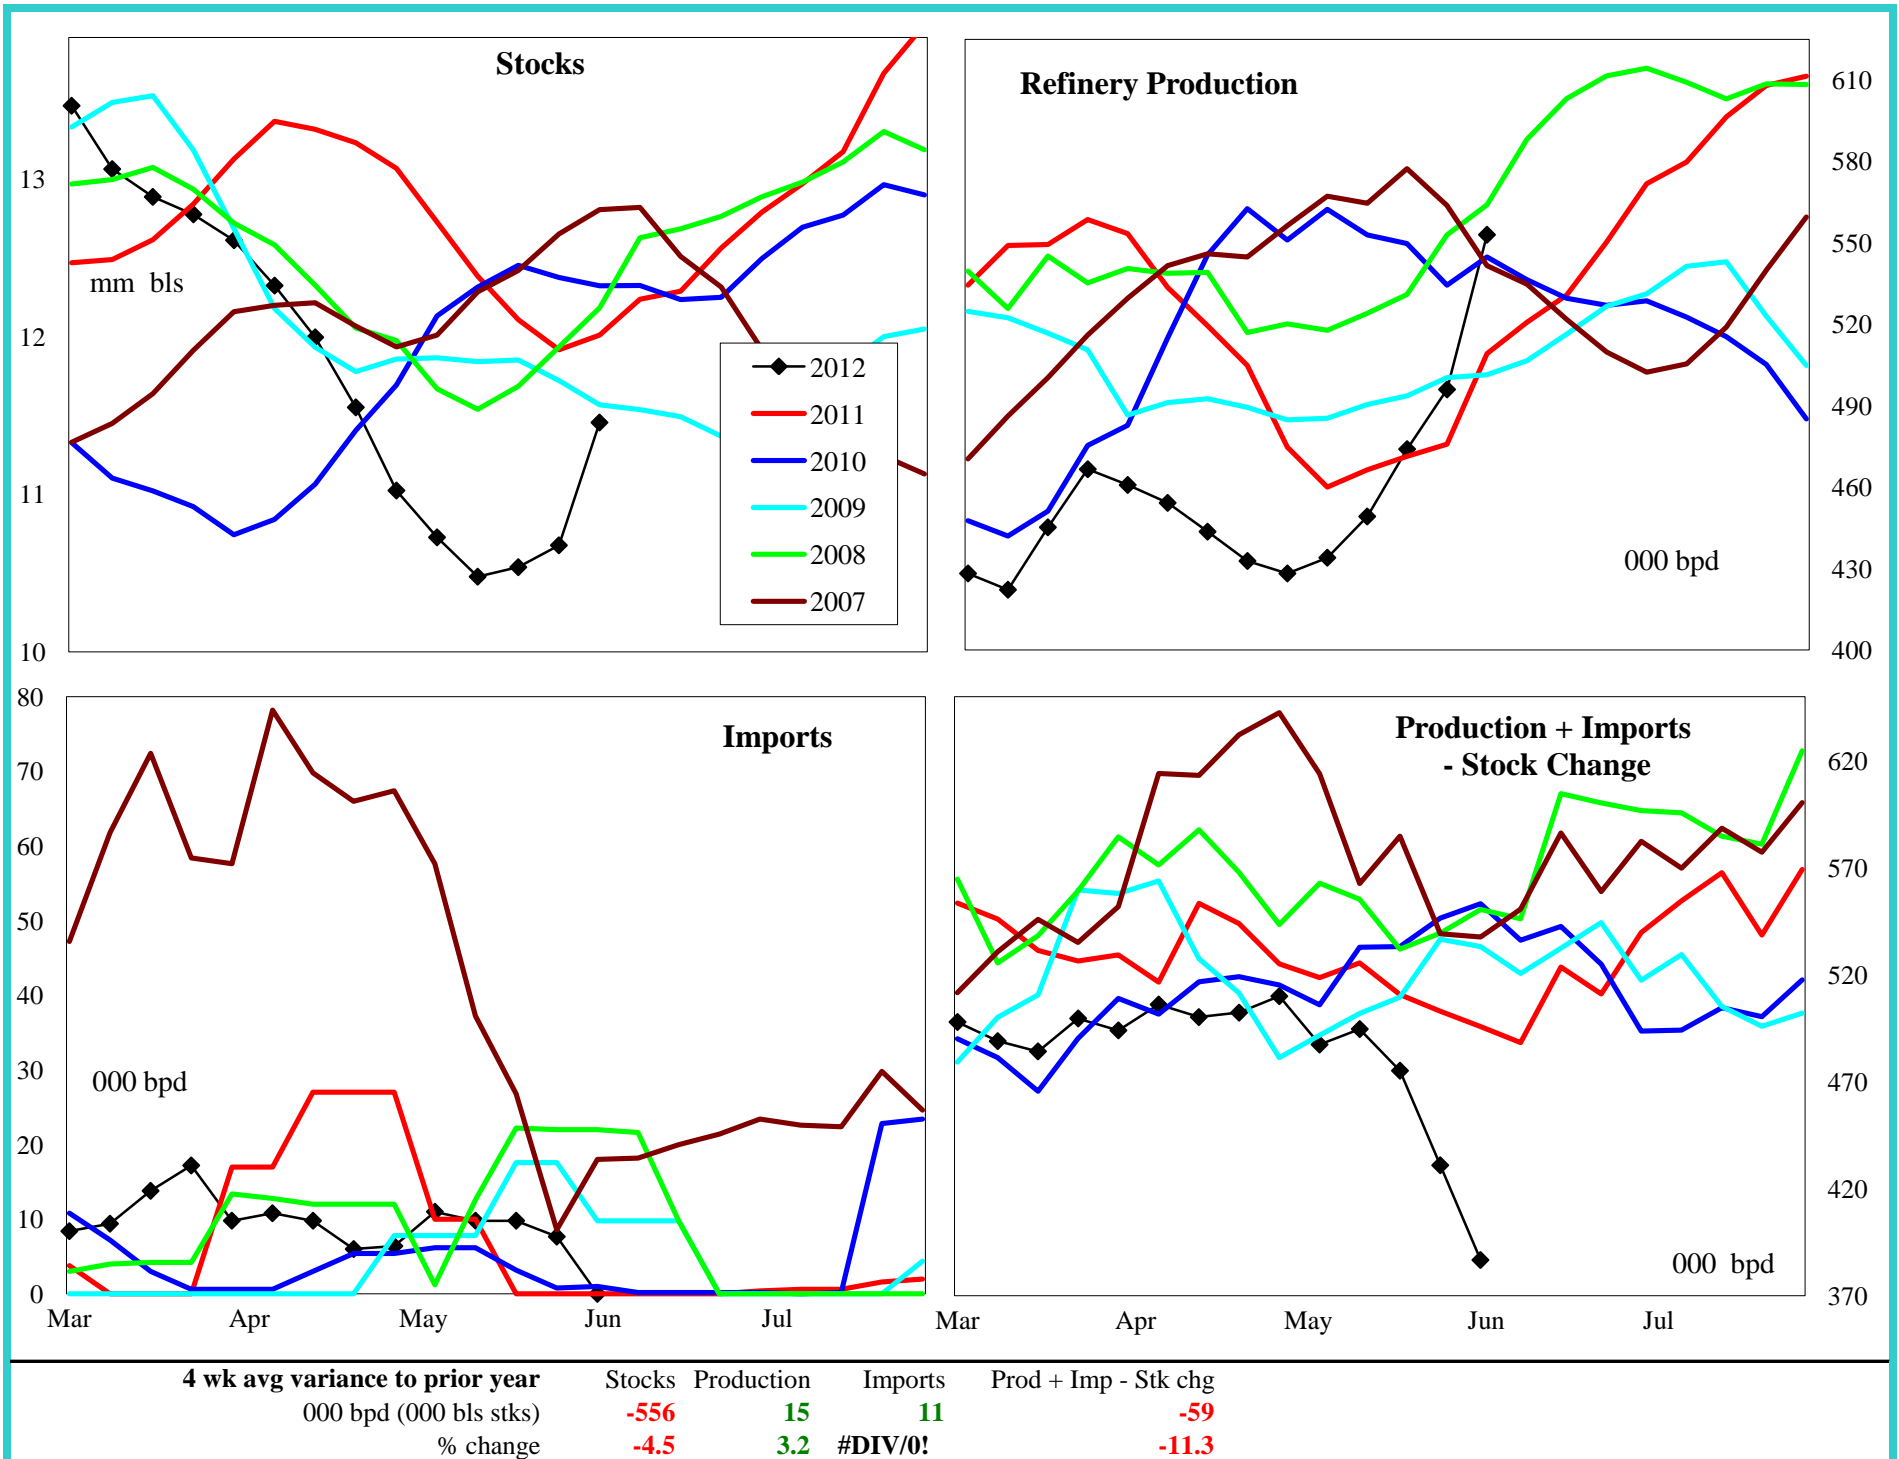 Stocks
13
mm bls
12
11
10
2012
2011
2010
2009
2008
2007
Refinery Production
610
580
550
520
490
460
430
400
000 bpd
Imports
80
70
60
50
40
30
20
10
0
000 bpd
Mar Apr May Jun Jul
Production + Imports
- Stock Change
620
570
520
470
420
370
000 bpd
Mar Apr May Jun Jul
4 wk avg variance to prior year Stocks Production Imports Prod + Imp - Stk chg
000 bpd (000 bls stks) -556 15 11 -59
% change -4.5 3.2 #DIV/0! -11.3